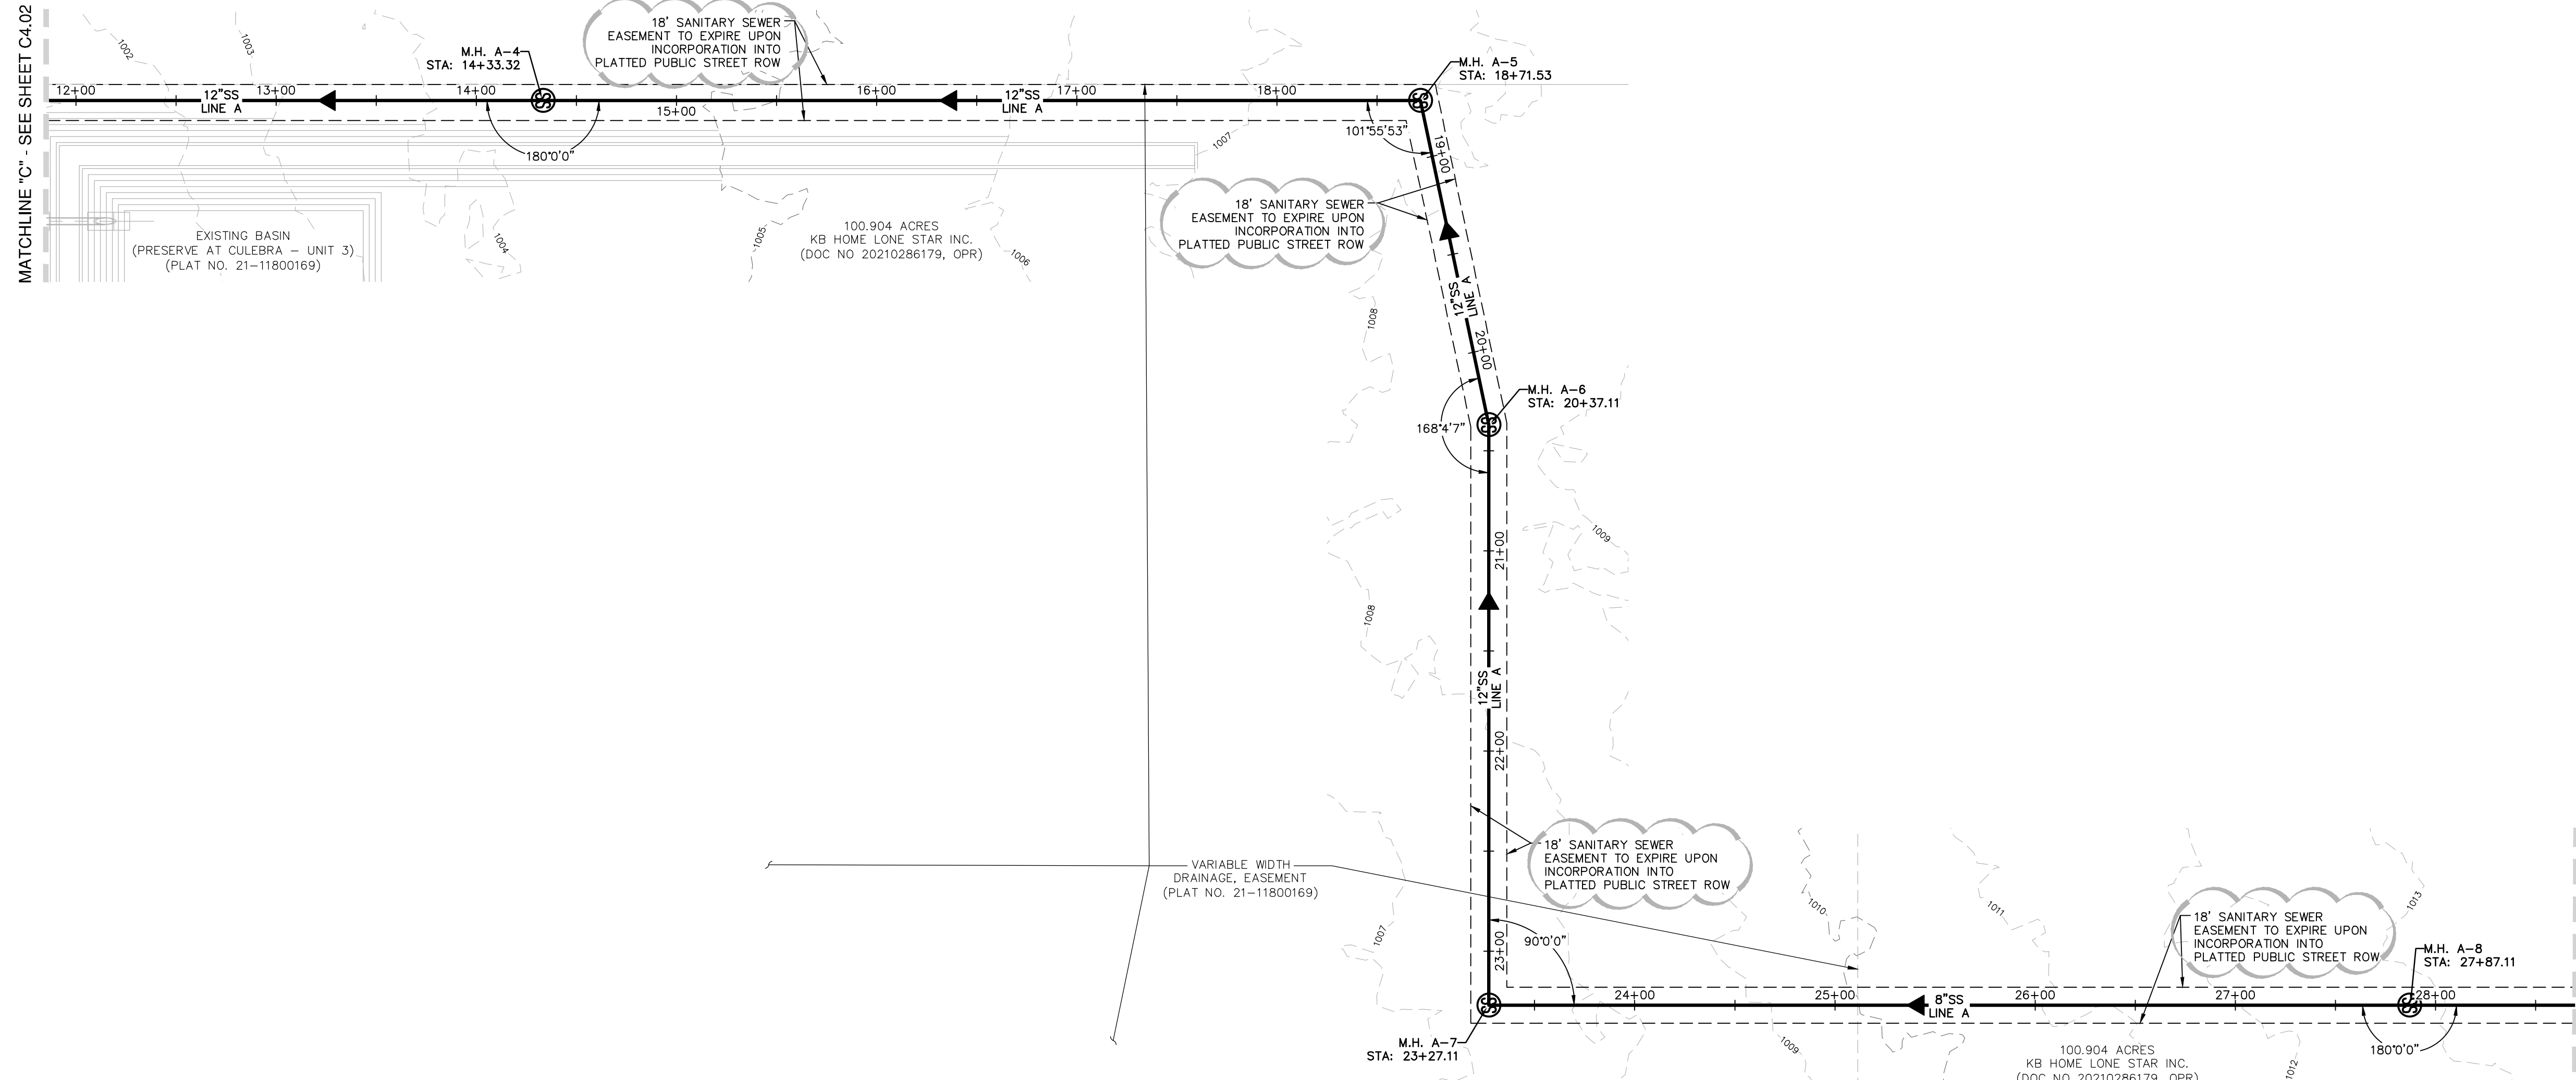 MATCHLINE "C" - SEE SHEET C4.02
1002
1003
M.H. A-4
STA: 14+33.32
18' SANITARY SEWER
EASEMENT TO EXPIRE UPON
INCORPORATION INTO
PLATTED PUBLIC STREET ROW
M.H. A-5
STA: 18+71.53
12+00
12"SS
LINE A
13+00
14+00
15+00
16+00
12"SS
LINE A
17+00
18+00
180°0'0"
101°55'53"
19+00
1007
EXISTING BASIN
(PRESERVE AT CULEBRA – UNIT 3)
(PLAT NO. 21–11800169)
1004
1005
100.904 ACRES
KB HOME LONE STAR INC.
(DOC NO 20210286179, OPR)
1006
18' SANITARY SEWER
EASEMENT TO EXPIRE UPON
INCORPORATION INTO
PLATTED PUBLIC STREET ROW
12"SS
LINE A
1008
20+00
M.H. A-6
STA: 20+37.11
168°4'7"
1009
21+00
1008
12"SS
LINE A
22+00
18' SANITARY SEWER
EASEMENT TO EXPIRE UPON
INCORPORATION INTO
PLATTED PUBLIC STREET ROW
VARIABLE WIDTH
DRAINAGE, EASEMENT
(PLAT NO. 21–11800169)
1007
23+00
90°0'0"
1010
1011
1013
18' SANITARY SEWER
EASEMENT TO EXPIRE UPON
INCORPORATION INTO
PLATTED PUBLIC STREET ROW
M.H. A-8
STA: 27+87.11
24+00
25+00
8"SS
LINE A
26+00
27+00
28+00
M.H. A-7
STA: 23+27.11
1009
100.904 ACRES
KB HOME LONE STAR INC.
(DOC NO 20210286179, OPR)
1012
180°0'0"